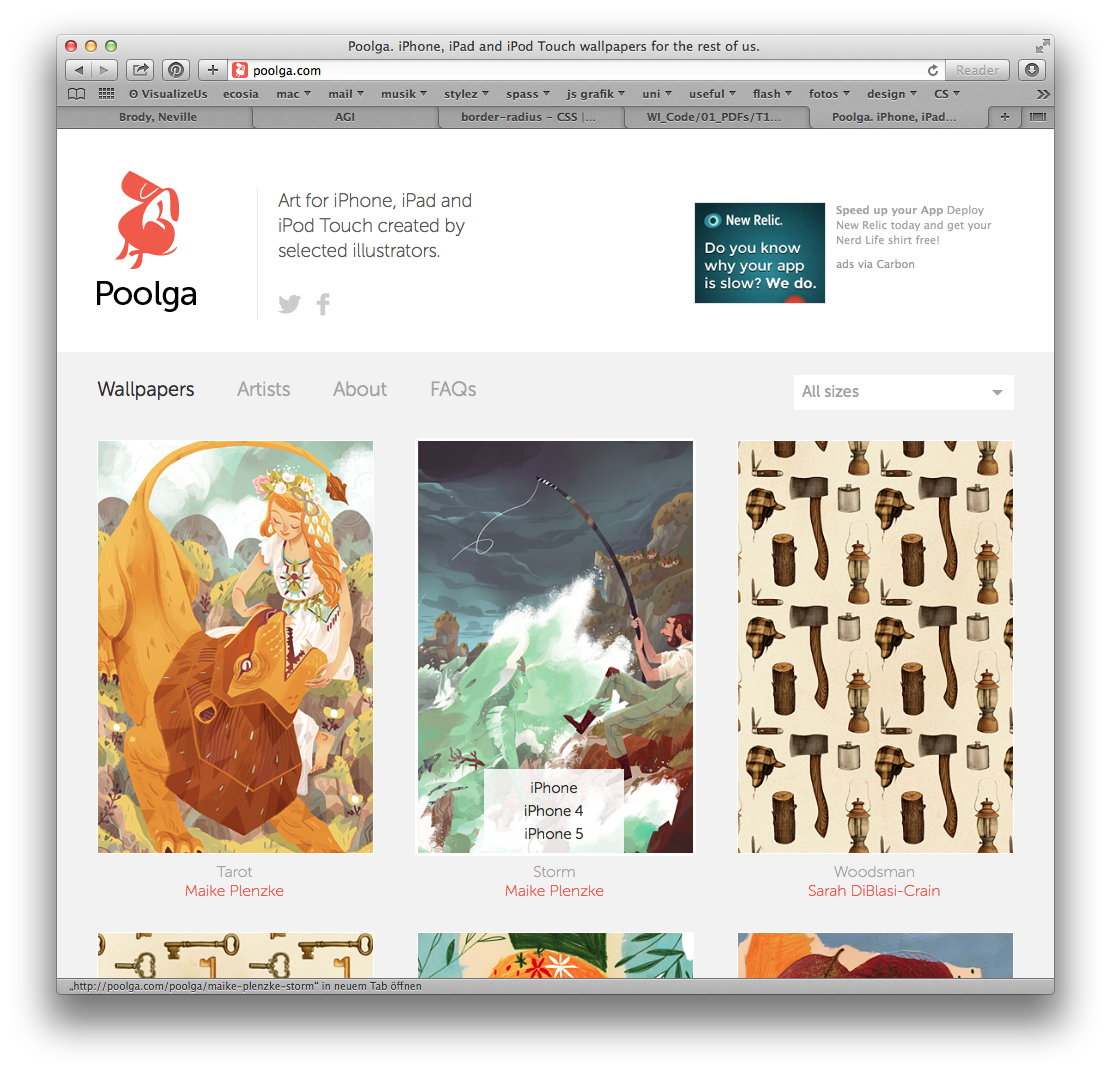 Poolga. iPhone, iPad and iPod Touch wallpapers for the rest of us.
poolga.com
Reader
ʘ VisualizeUs ecosia mac mail musik stylez spass js grafik uni useful flash fotos design CS
Brody, Neville
AGI
border-radius – CSS |...
WI_Code/01_PDFs/T1...
Poolga. iPhone, iPad...
Art for iPhone, iPad and
iPod Touch created by
selected illustrators.
Poolga
New Relic.
Do you know
why your app
is slow? We do.
Speed up your App Deploy
New Relic today and get your
Nerd Life shirt free!
ads via Carbon
Wallpapers Artists About FAQs
All sizes
iPhone
iPhone 4
iPhone 5
Tarot
Maike Plenzke
Storm
Maike Plenzke
Woodsman
Sarah DiBlasi-Crain
„http://poolga.com/poolga/maike-plenzke-storm“ in neuem Tab öffnen